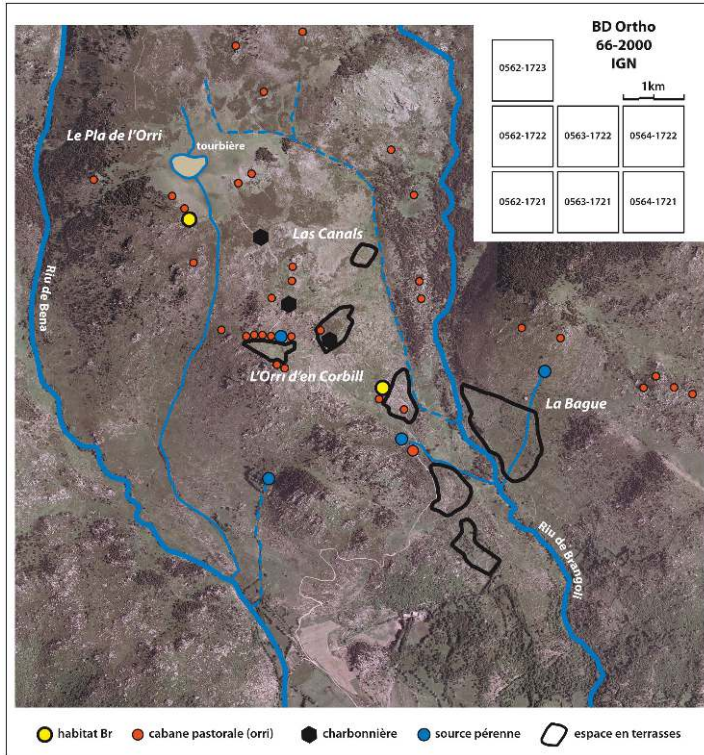 BD Ortho
66-2000
IGN
1km
0562-1723
0562-1722
0563-1722
0564-1722
0562-1721
0563-1721
0564-1721
Le Pla de l'Orri
tourbière
Las Canals
Riu de Bena
L'Orri d'en Corbill
La Bague
Riu de Brangoli
habitat Br
cabane pastorale (orri)
charbonnière
source pérenne
espace en terrasses